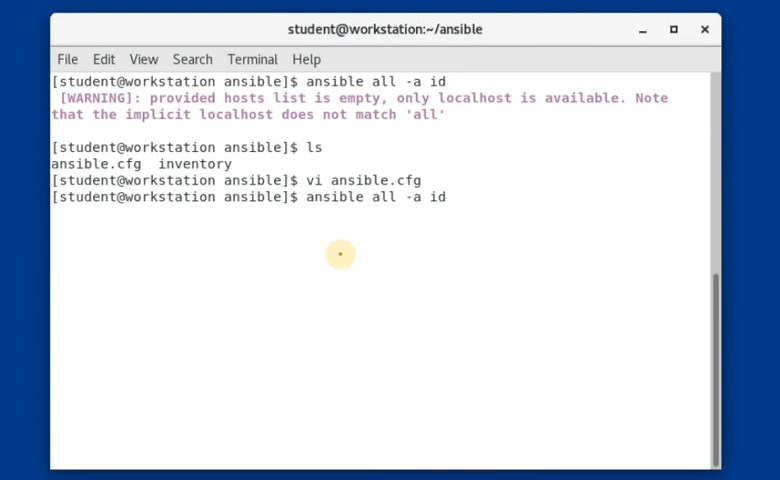 student@workstation:~/ansible
File Edit View Search Terminal Help
[student@workstation ansible]$ ansible all -a id
[WARNING]: provided hosts list is empty, only localhost is available. Note
that the implicit localhost does not match 'all'
[student@workstation ansible]$ ls
ansible.cfg  inventory
[student@workstation ansible]$ vi ansible.cfg
[student@workstation ansible]$ ansible all -a id